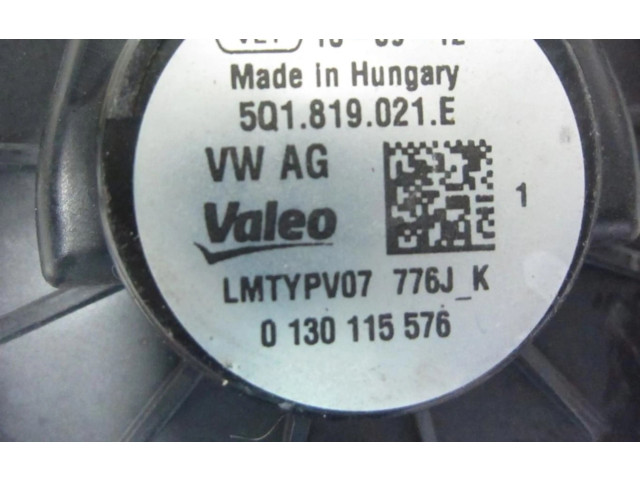 Made in Hungary
5Q1.819.021.E
VW AG
Valeo
1
LMTYPV07 776J_K
0 130 115 576